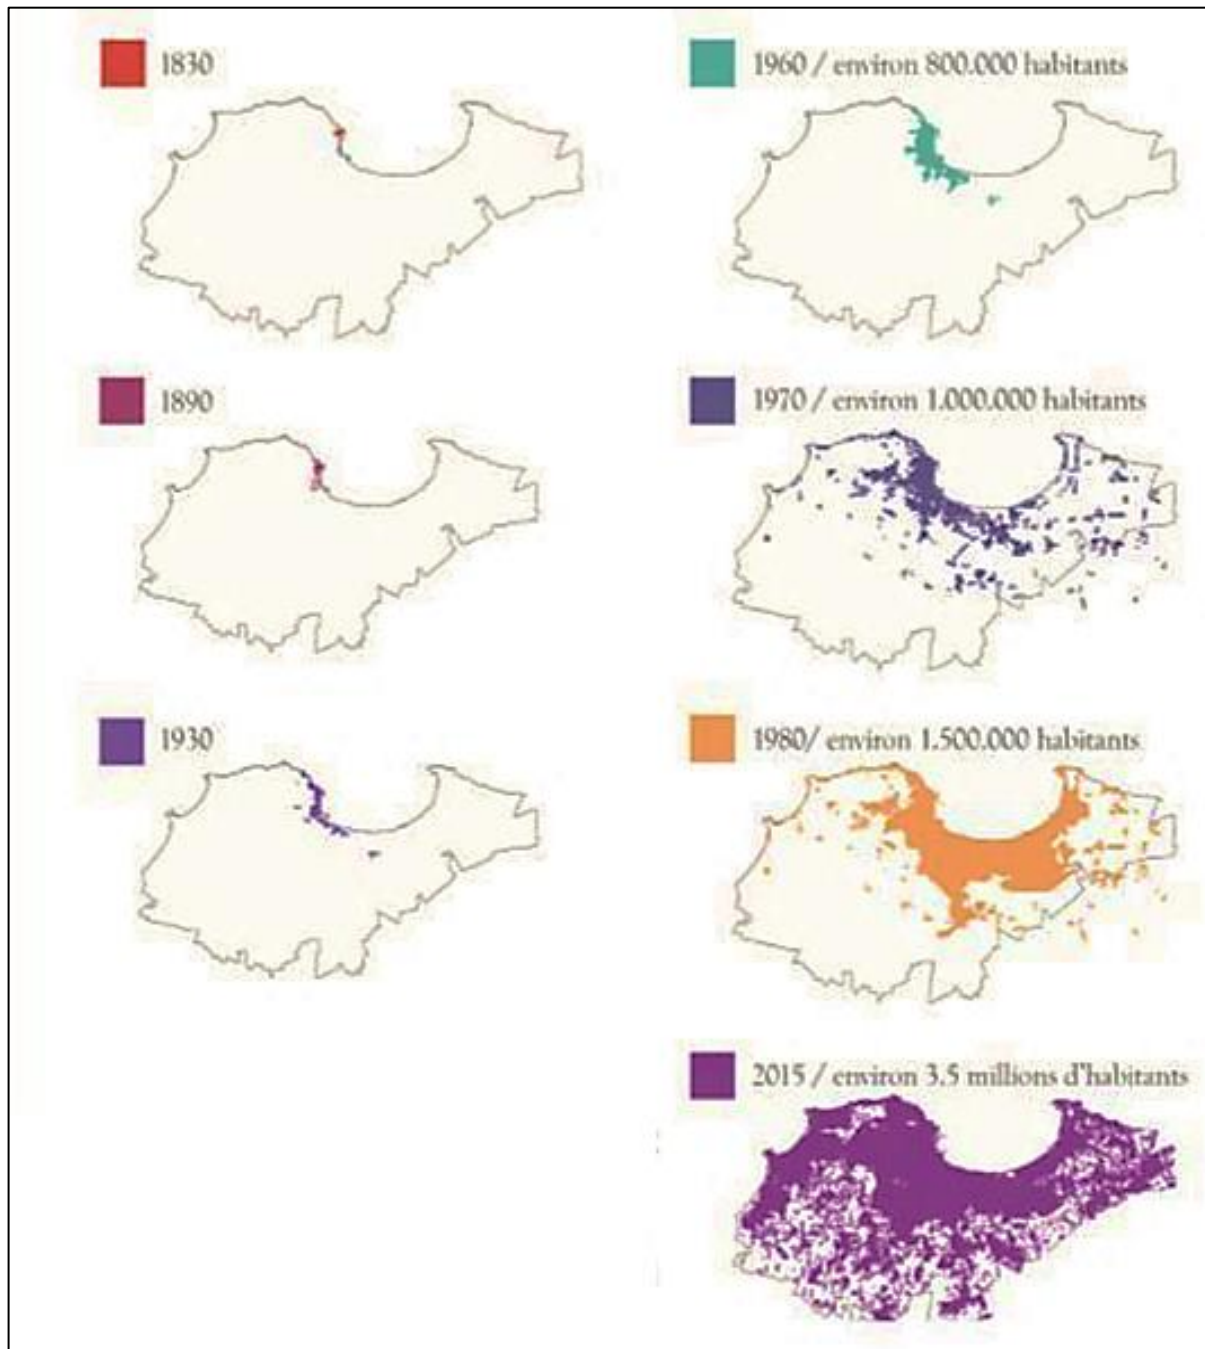 1830
1890
1930
1960 / environ 800.000 habitants
1970 / environ 1.000.000 habitants
1980/ environ 1.500.000 habitants
2015 / environ 3.5 millions d'habitants